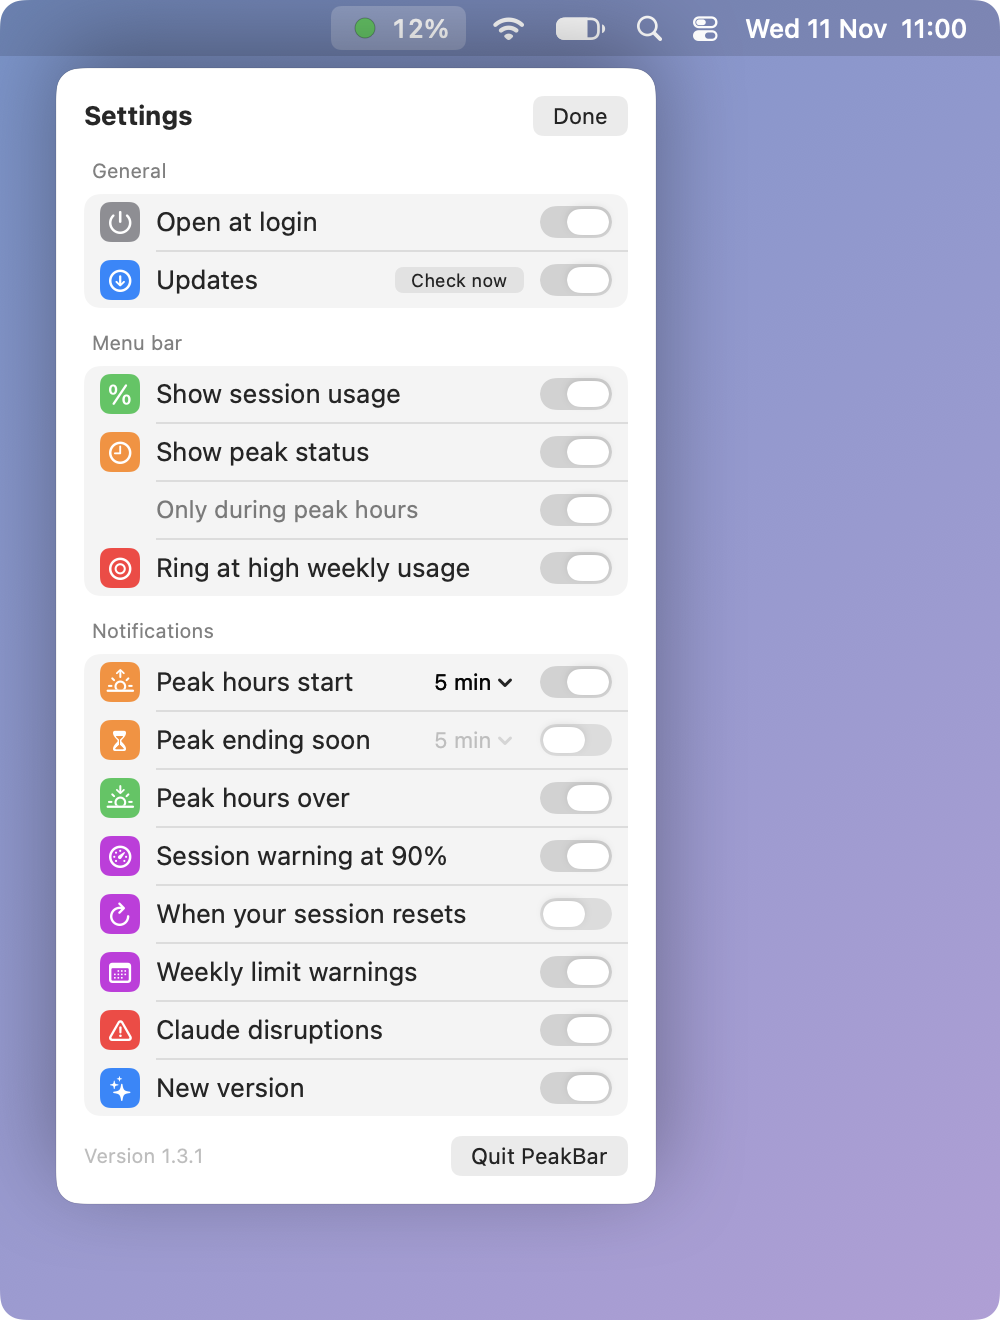 12%
Wed 11 Nov 11:00
Settings
Done
General
Open at login
Updates
Check now
Menu bar
% Show session usage
Show peak status
Only during peak hours
Ring at high weekly usage
Notifications
Peak hours start
5 min
Peak ending soon
5 min
Peak hours over
Session warning at 90%
When your session resets
Weekly limit warnings
Claude disruptions
New version
Version 1.3.1
Quit PeakBar